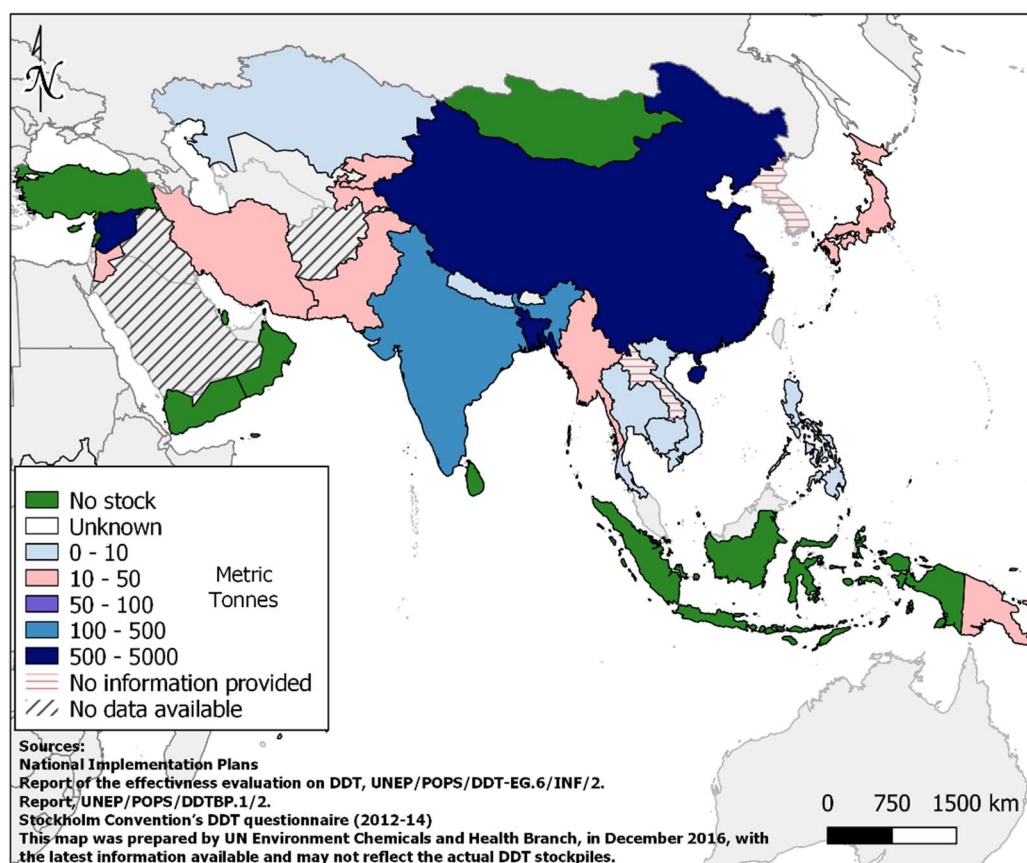 N
No stock
Unknown
0 - 10
10 - 50
50 - 100
100 - 500
500 - 5000
No information provided
No data available
Metric
Tonnes
Sources:
National Implementation Plans
Report of the effectivness evaluation on DDT, UNEP/POPS/DDT-EG.6/INF/2.
Report, UNEP/POPS/DDTBP.1/2.
Stockholm Convention's DDT questionnaire (2012-14)
This map was prepared by UN Environment Chemicals and Health Branch, in December 2016, with
the latest information available and may not reflect the actual DDT stockpiles.
0 750 1500 km